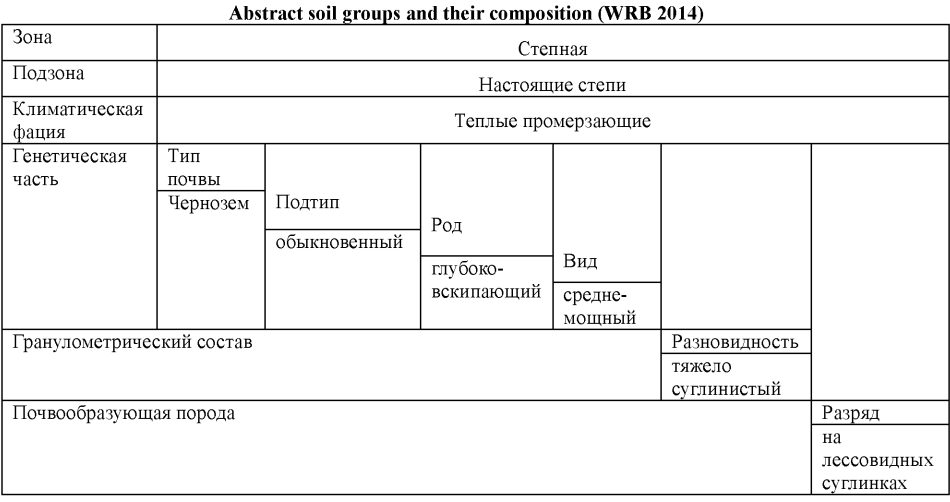 Abstract soil groups and their composition (WRB 2014)
Зона
Степная
Подзона
Настоящие степи
Климатическая
фация
Теплые промерзающие
Генетическая
часть
Тип
почвы
Чернозем
Подтип
обыкновенный
Род
глубоко-
вскипающий
Вид
средне-
мощный
Гранулометрический состав
Разновидность
тяжело
суглинистый
Почвообразующая порода
Разряд
на
лессовидных
суглинках